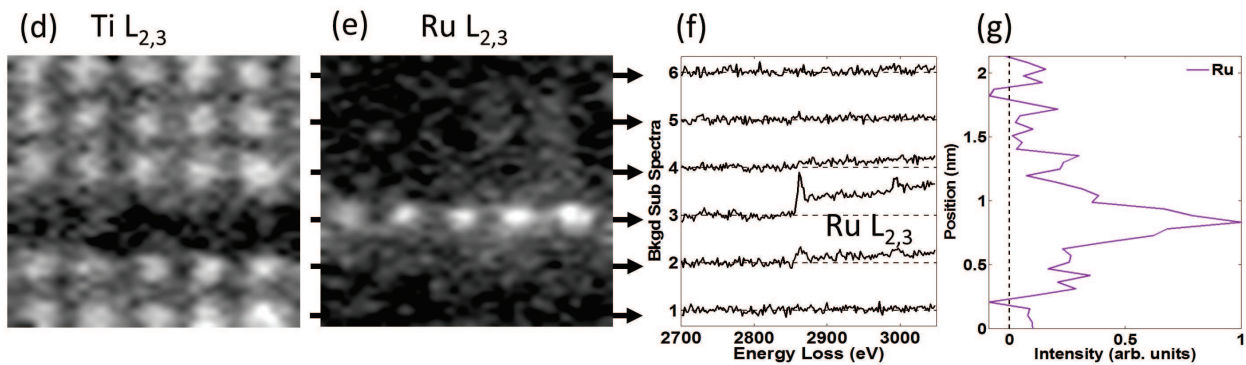 (d) Ti L2,3
(e) Ru L2,3
(f)
(g)
Bkgd Sub Spectra
6
5
4
3
2
1
Ru L2,3
2700 2800 2900 3000
Energy Loss (eV)
Position (nm)
2
1.5
1
0.5
0
Ru
0 0.5 1
Intensity (arb. units)